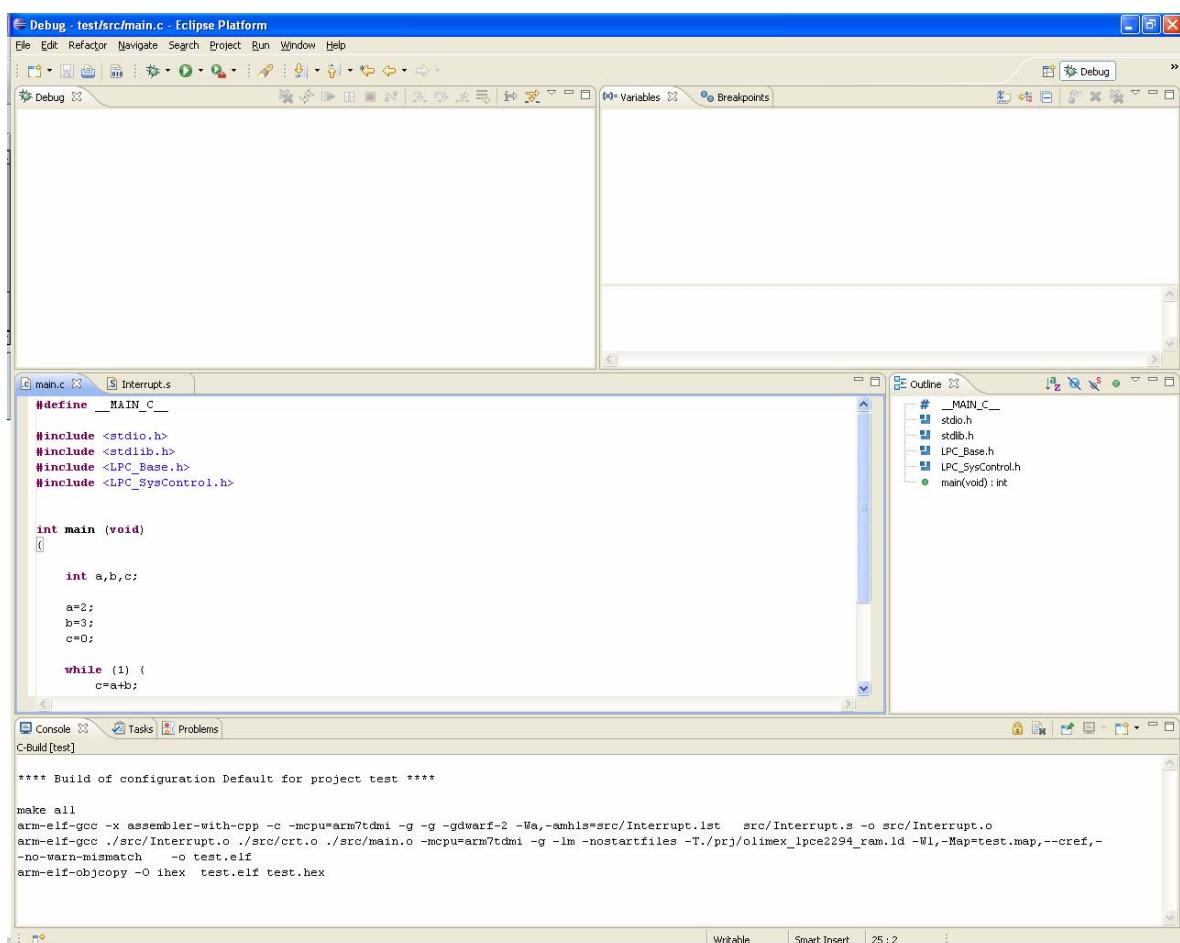 Debug - test/src/main.c - Eclipse Platform
File Edit Refactor Navigate Search Project Run Window Help
Debug »
Debug
(x)= Variables Breakpoints
main.c Interrupt.s
#define __MAIN_C__
#include <stdio.h>
#include <stdlib.h>
#include <LPC_Base.h>
#include <LPC_SysControl.h>
int main (void)
{
int a,b,c;
a=2;
b=3;
c=0;
while (1) {
c=a+b;
Outline
# __MAIN_C__
stdio.h
stdlib.h
LPC_Base.h
LPC_SysControl.h
main(void) : int
Console Tasks Problems
C-Build [test]
**** Build of configuration Default for project test ****
make all
arm-elf-gcc -x assembler-with-cpp -c -mcpu=arm7tdmi -g -g -gdwarf-2 -Wa,-amhls=src/Interrupt.lst src/Interrupt.s -o src/Interrupt.o
arm-elf-gcc ./src/Interrupt.o ./src/crt.o ./src/main.o -mcpu=arm7tdmi -g -lm -nostartfiles -T./prj/olimex_lpce2294_ram.ld -Wl,-Map=test.map,--cref,-
-no-warn-mismatch -o test.elf
arm-elf-objcopy -O ihex test.elf test.hex
Writable Smart Insert 25 : 2